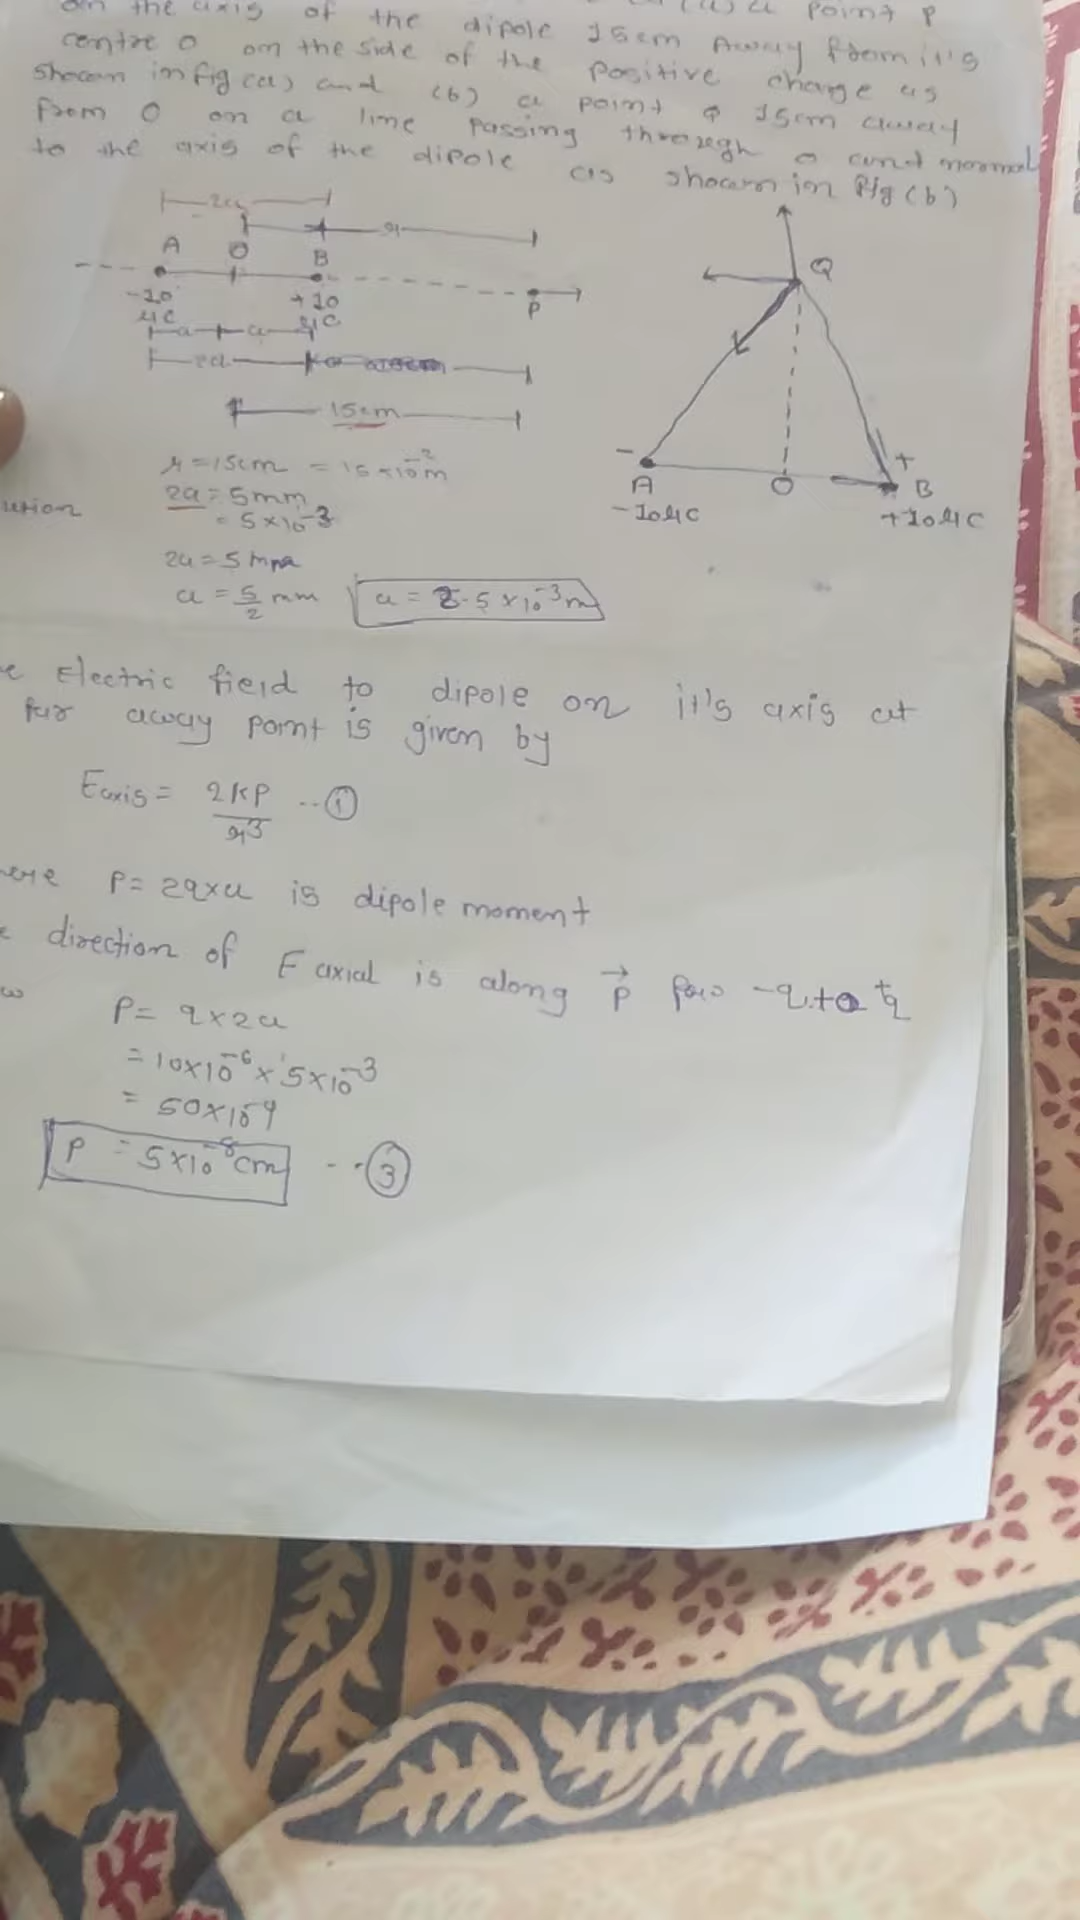 on the axis of the dipole 15cm Away from it's
centre O on the side of the positive charge as
shown in fig (a) and (b) a point Q 15cm away
from O on a line passing through O and normal
to the axis of the dipole as shown in fig (b)
2a
r
A O B
-10 μC +10 μC P
a a
2a
15cm
r = 15cm = 15×10⁻² m
2a = 5mm
= 5×10⁻³
2a = 5 mm
a = 5/2 mm a = 2.5×10⁻³ m
Q
- +
A O B
-10μC +10μC
Electric field to dipole on it's axis at
far away point is given by
Eaxis = 2KP/r³ --①
P = 2q×a is dipole moment
direction of E axial is along P⃗ -q to +q
P = q×2a
= 10×10⁻⁶ × 5×10⁻³
= 50×10⁻⁹
P = 5×10⁻⁸ cm --③